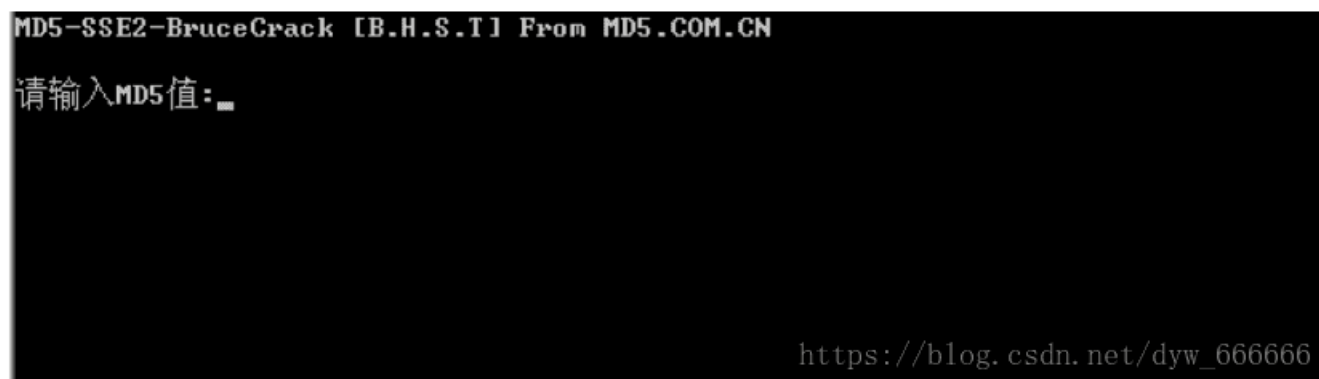 MD5-SSE2-BruceCrack [B.H.S.T] From MD5.COM.CN
请输入MD5值:_
https://blog.csdn.net/dyw_666666